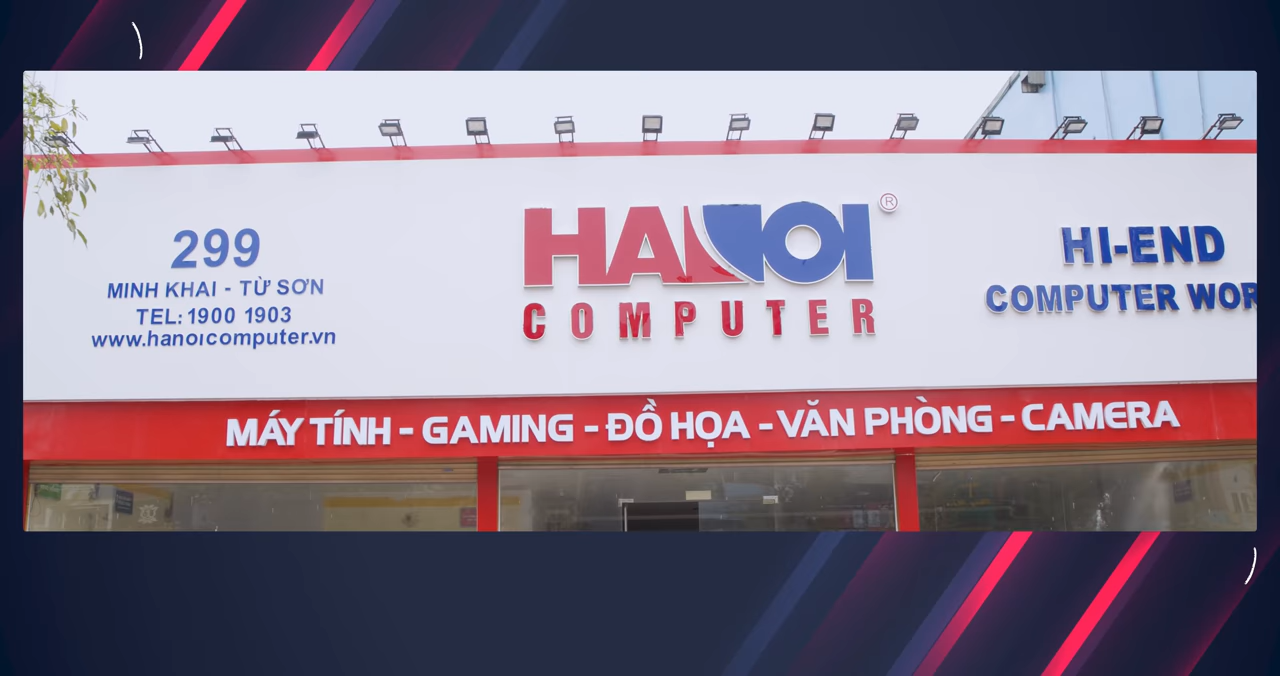 299
MINH KHAI - TỪ SƠN
TEL: 1900 1903
www.hanoicomputer.vn
HANOI ®
COMPUTER
HI-END
COMPUTER WOR
MÁY TÍNH - GAMING - ĐỒ HỌA - VĂN PHÒNG - CAMERA